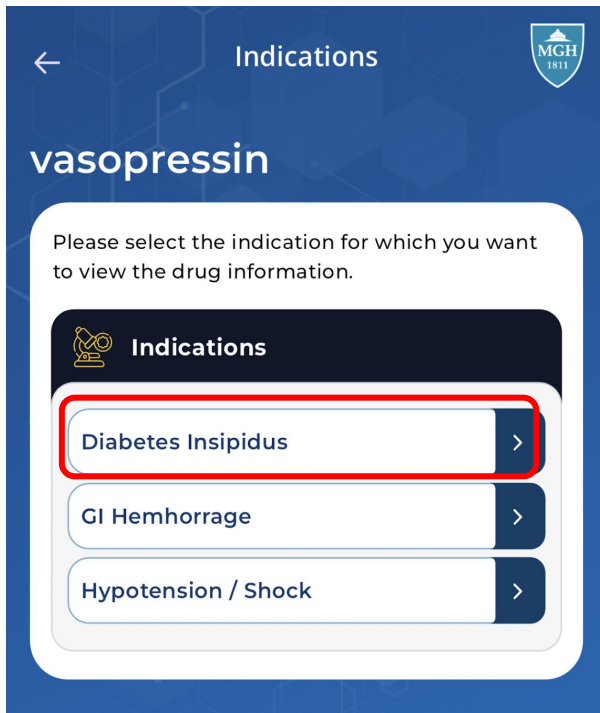 Indications
MGH
1811
vasopressin
Please select the indication for which you want
to view the drug information.
Indications
Diabetes Insipidus
GI Hemhorrage
Hypotension / Shock